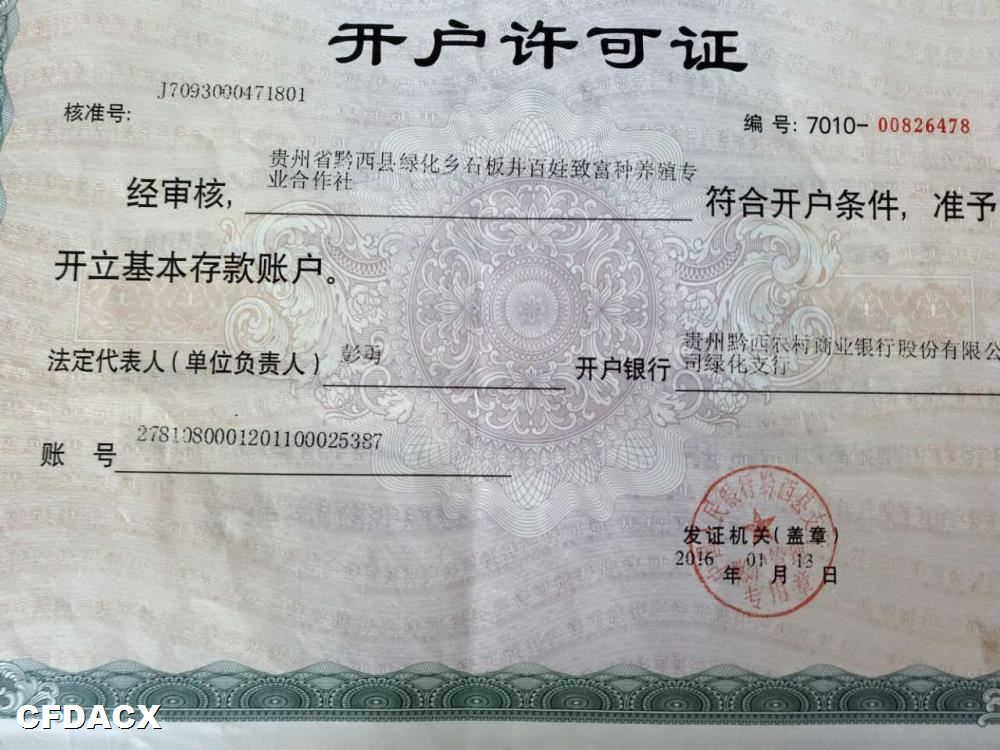 开户许可证
J7093000471801
核准号:
编 号: 7010- 00826478
贵州省黔西县绿化乡石板井百姓致富种养殖专
业合作社
经审核, 符合开户条件, 准予
开立基本存款账户。
法定代表人(单位负责人) 彭勇
开户银行 贵州黔西农村商业银行股份有限公
司绿化支行
账 号 2781080001201100025387
发证机关(盖章)
2016 年 01 月 13 日
专用章
CFDACX